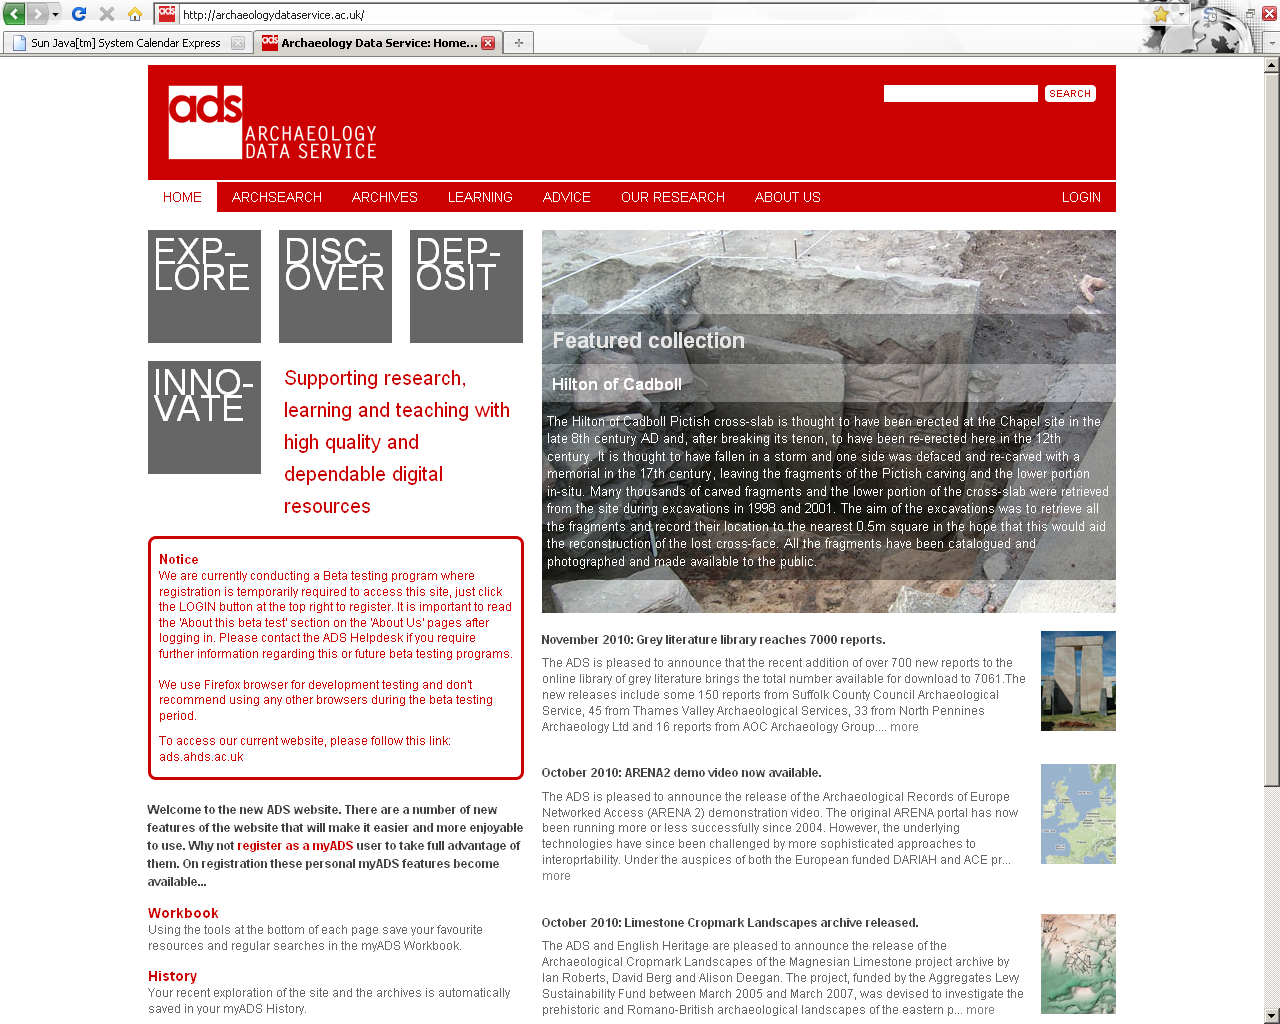 http://archaeologydataservice.ac.uk/
Sun Java[tm] System Calendar Express
ads Archaeology Data Service: Home...
ads
ARCHAEOLOGY
DATA SERVICE
SEARCH
HOME ARCHSEARCH ARCHIVES LEARNING ADVICE OUR RESEARCH ABOUT US LOGIN
EXP-
LORE
DISC-
OVER
DEP-
OSIT
INNO-
VATE
Supporting research,
learning and teaching with
high quality and
dependable digital
resources
Notice
We are currently conducting a Beta testing program where
registration is temporarily required to access this site, just click
the LOGIN button at the top right to register. It is important to read
the 'About this beta test' section on the 'About Us' pages after
logging in. Please contact the ADS Helpdesk if you require
further information regarding this or future beta testing programs.
We use Firefox browser for development testing and don't
recommend using any other browsers during the beta testing
period.
To access our current website, please follow this link:
ads.ahds.ac.uk
Welcome to the new ADS website. There are a number of new
features of the website that will make it easier and more enjoyable
to use. Why not register as a myADS user to take full advantage of
them. On registration these personal myADS features become
available...
Workbook
Using the tools at the bottom of each page save your favourite
resources and regular searches in the myADS Workbook.
History
Your recent exploration of the site and the archives is automatically
saved in your myADS History.
Featured collection
Hilton of Cadboll
The Hilton of Cadboll Pictish cross-slab is thought to have been erected at the Chapel site in the
late 8th century AD and, after breaking its tenon, to have been re-erected here in the 12th
century. It is thought to have fallen in a storm and one side was defaced and re-carved with a
memorial in the 17th century, leaving the fragments of the Pictish carving and the lower portion
in-situ. Many thousands of carved fragments and the lower portion of the cross-slab were retrieved
from the site during excavations in 1998 and 2001. The aim of the excavations was to retrieve all
the fragments and record their location to the nearest 0.5m square in the hope that this would aid
the reconstruction of the lost cross-face. All the fragments have been catalogued and
photographed and made available to the public.
November 2010: Grey literature library reaches 7000 reports.
The ADS is pleased to announce that the recent addition of over 700 new reports to the
online library of grey literature brings the total number available for download to 7061.The
new releases include some 150 reports from Suffolk County Council Archaeological
Service, 45 from Thames Valley Archaeological Services, 33 from North Pennines
Archaeology Ltd and 16 reports from AOC Archaeology Group.... more
October 2010: ARENA2 demo video now available.
The ADS is pleased to announce the release of the Archaeological Records of Europe
Networked Access (ARENA 2) demonstration video. The original ARENA portal has now
been running more or less successfully since 2004. However, the underlying
technologies have since been challenged by more sophisticated approaches to
interoprtability. Under the auspices of both the European funded DARIAH and ACE pr...
more
October 2010: Limestone Cropmark Landscapes archive released.
The ADS and English Heritage are pleased to announce the release of the
Archaeological Cropmark Landscapes of the Magnesian Limestone project archive by
Ian Roberts, David Berg and Alison Deegan. The project, funded by the Aggregates Levy
Sustainability Fund between March 2005 and March 2007, was devised to investigate the
prehistoric and Romano-British archaeological landscapes of the eastern p... more